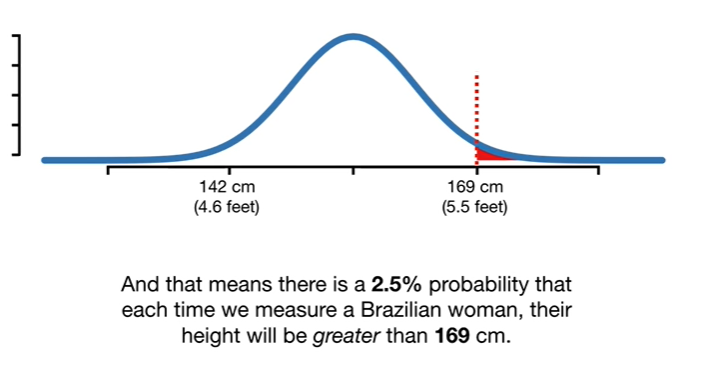 142 cm
(4.6 feet)
169 cm
(5.5 feet)
And that means there is a 2.5% probability that
each time we measure a Brazilian woman, their
height will be greater than 169 cm.